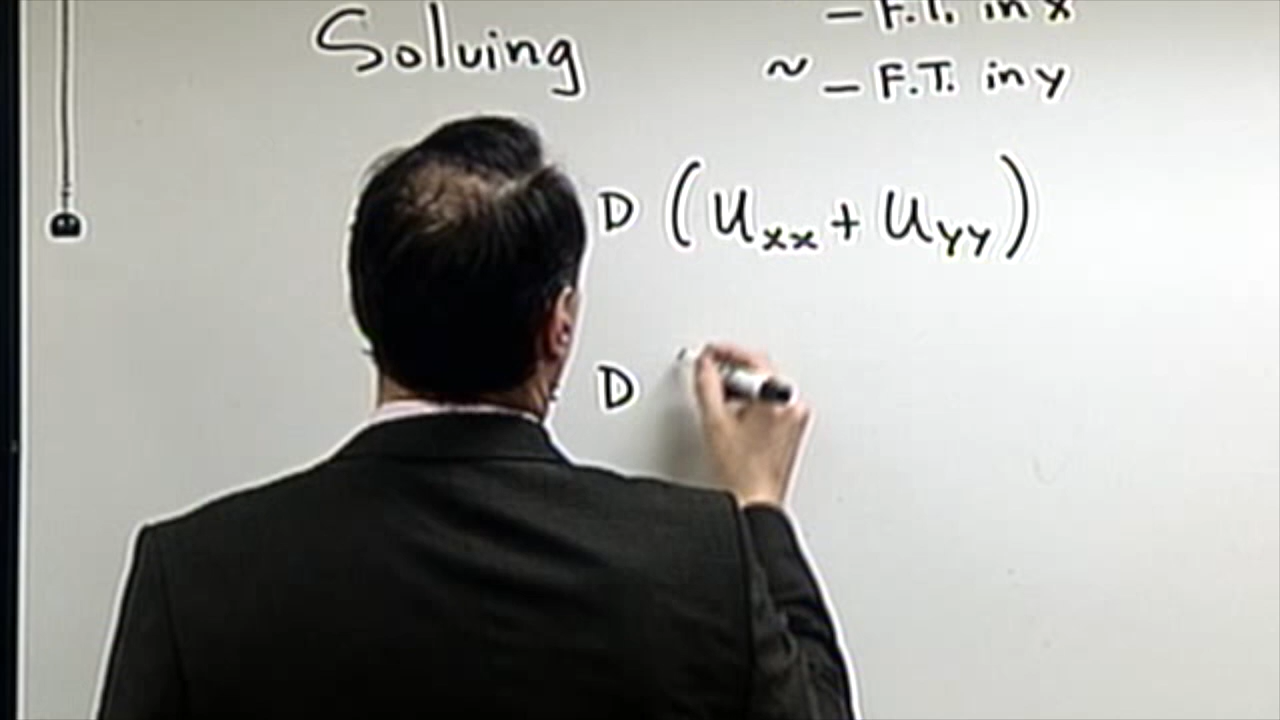 Solving
— F.T. in x
~ — F.T. in y
D (Uxx + Uyy)
D